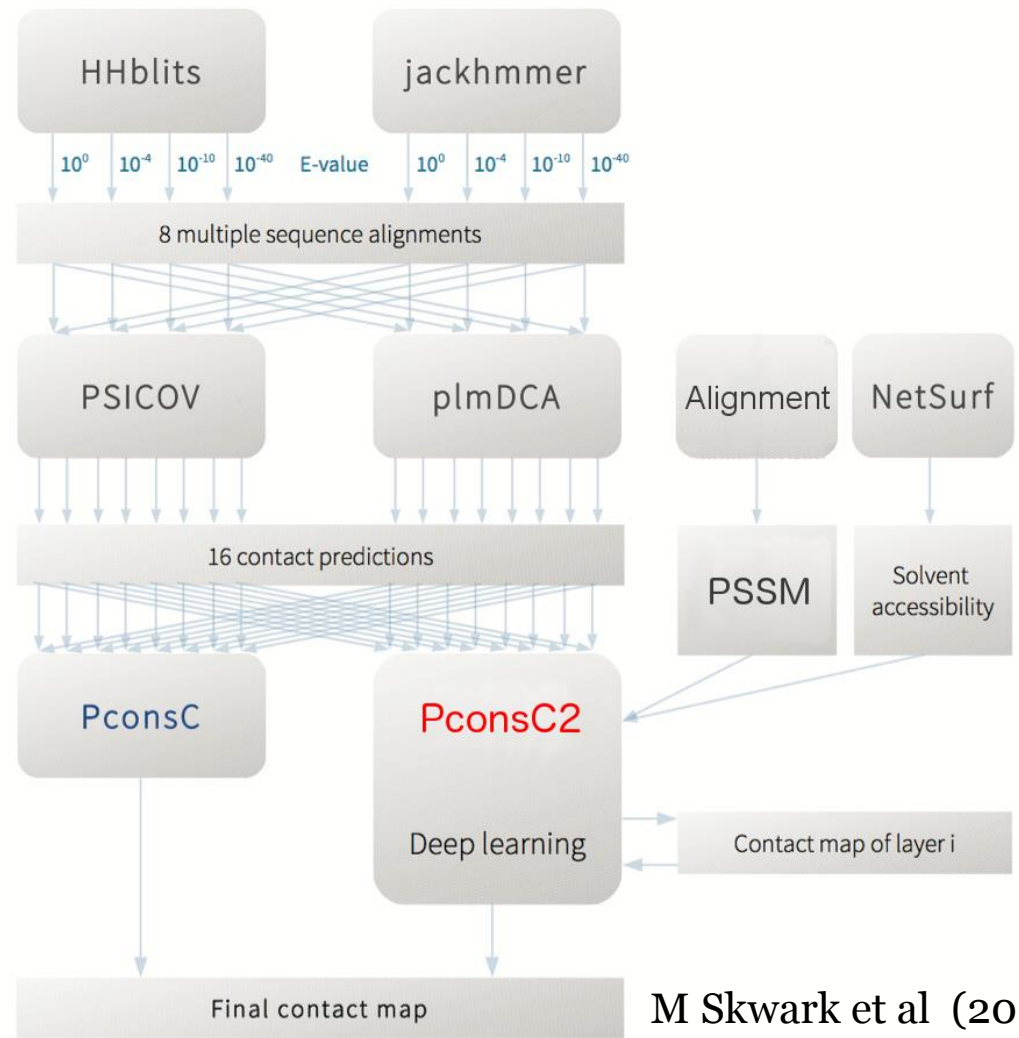 HHblits
jackhmmer
10⁰ 10⁻⁴ 10⁻¹⁰ 10⁻⁴⁰ E-value 10⁰ 10⁻⁴ 10⁻¹⁰ 10⁻⁴⁰
8 multiple sequence alignments
PSICOV
plmDCA
Alignment
NetSurf
16 contact predictions
PSSM
Solvent
accessibility
PconsC
PconsC2
Deep learning
Contact map of layer i
Final contact map
M Skwark et al (20